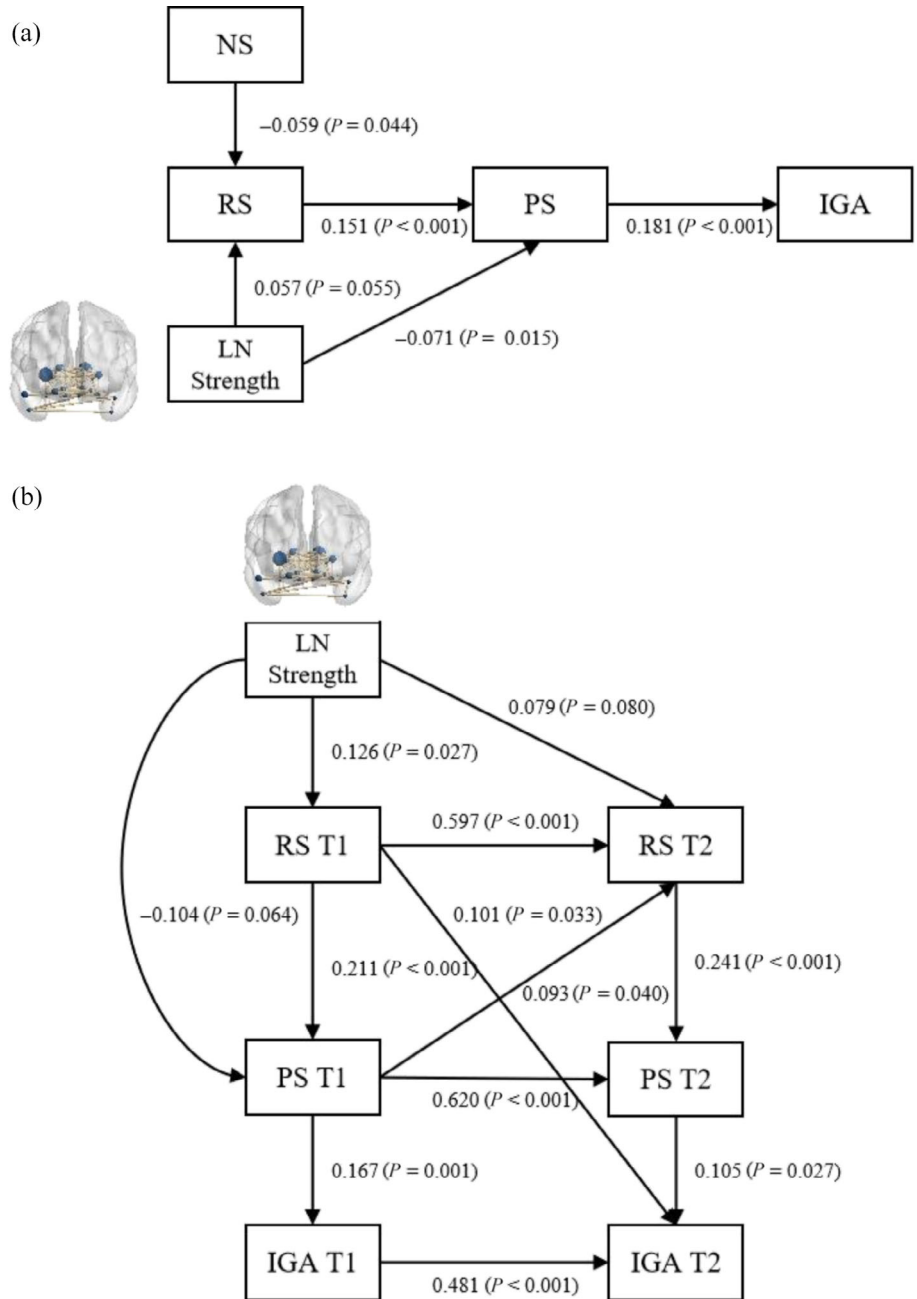 (a)
NS
–0.059 (P = 0.044)
RS
PS
IGA
0.151 (P < 0.001)
0.181 (P < 0.001)
0.057 (P = 0.055)
–0.071 (P = 0.015)
LN
Strength
(b)
LN
Strength
0.079 (P = 0.080)
0.126 (P = 0.027)
0.597 (P < 0.001)
RS T1
RS T2
–0.104 (P = 0.064)
0.101 (P = 0.033)
0.211 (P < 0.001)
0.241 (P < 0.001)
0.093 (P = 0.040)
PS T1
PS T2
0.620 (P < 0.001)
0.167 (P = 0.001)
0.105 (P = 0.027)
IGA T1
IGA T2
0.481 (P < 0.001)